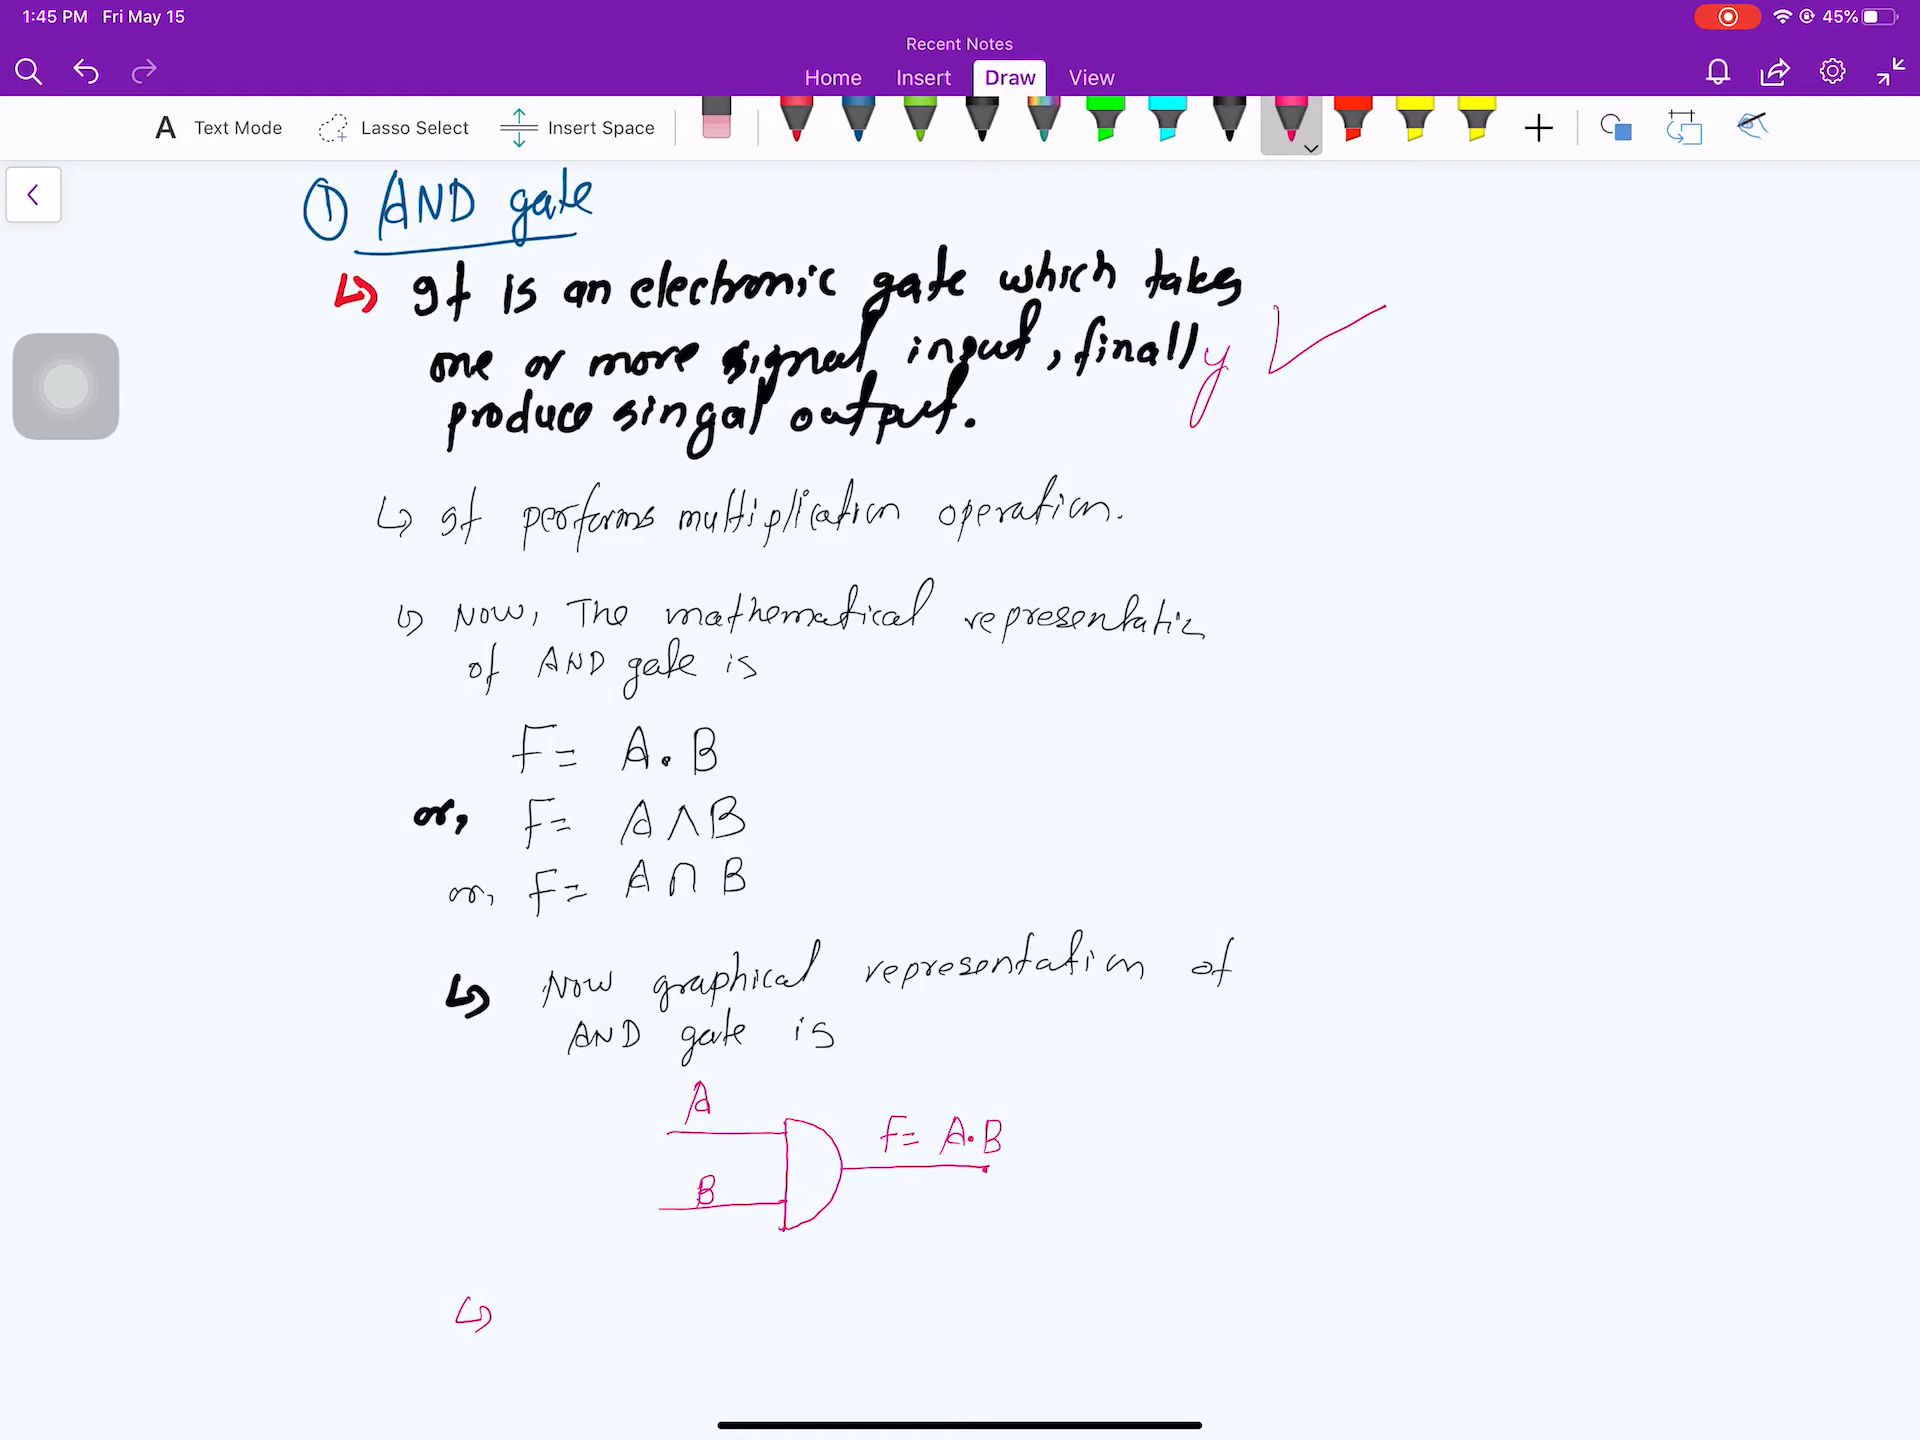 1:45 PM Fri May 15
45%
Recent Notes
Home Insert Draw View
A Text Mode Lasso Select Insert Space
① AND gate
↳ It is an electronic gate which takes
one or more signal input, finally ✓
produce singal output.
↳ It performs multiplication operation.
↳ Now, The mathematical representation
of AND gate is
F= A.B
or, F= A∧B
or, F= A∩B
↳ Now graphical representation of
AND gate is
A
F= A.B
B
↳